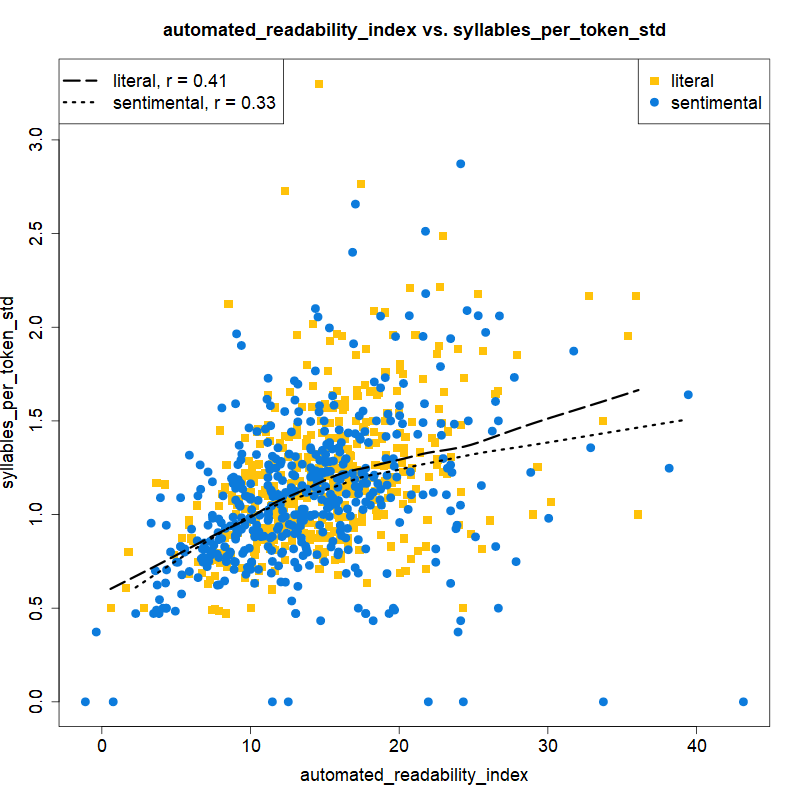 automated_readability_index vs. syllables_per_token_std
literal, r = 0.41
sentimental, r = 0.33
literal
sentimental
syllables_per_token_std
3.0
2.5
2.0
1.5
1.0
0.5
0.0
0 10 20 30 40
automated_readability_index